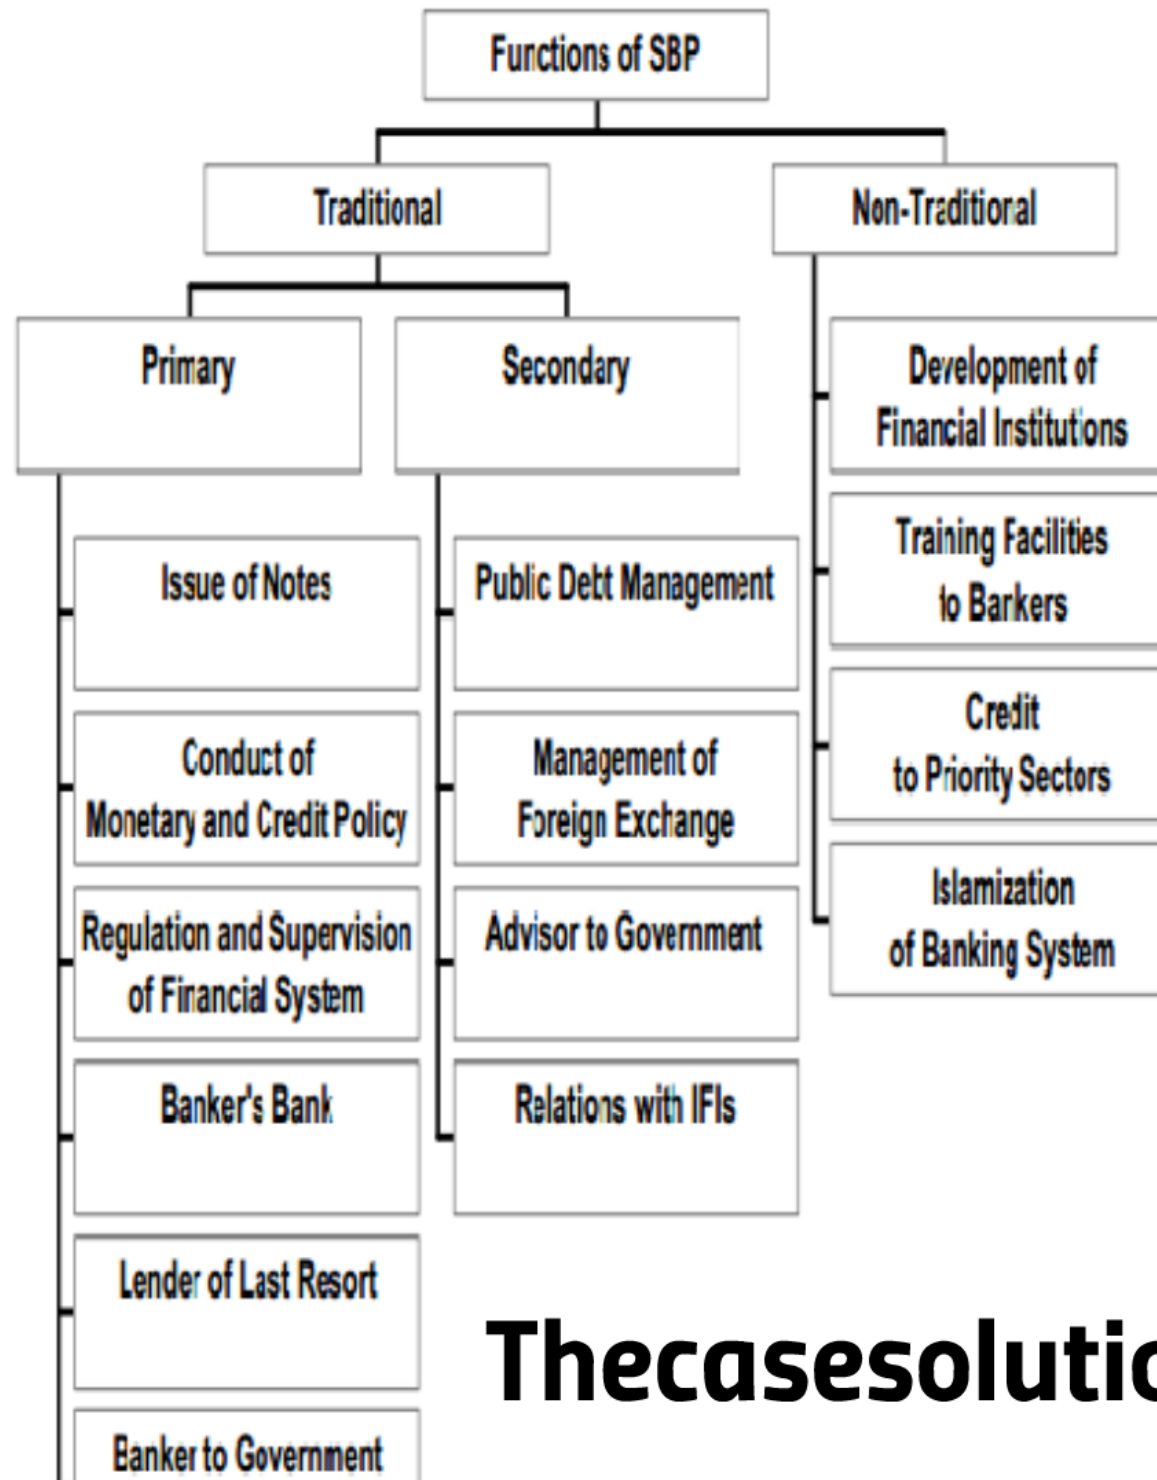 Functions of SBP
Traditional
Non-Traditional
Primary
Secondary
Development of
Financial Institutions
Training Facilities
to Bankers
Credit
to Priority Sectors
Islamization
of Banking System
Issue of Notes
Conduct of
Monetary and Credit Policy
Regulation and Supervision
of Financial System
Banker's Bank
Lender of Last Resort
Banker to Government
Public Debt Management
Management of
Foreign Exchange
Advisor to Government
Relations with IFIs
Thecasesolutio